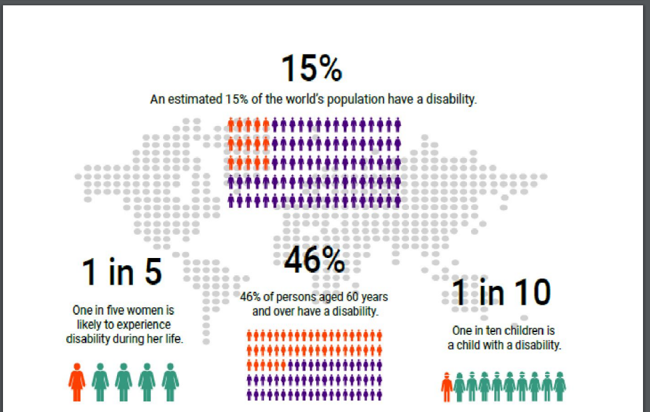 15%
An estimated 15% of the world's population have a disability.
46%
1 in 5
1 in 10
46% of persons aged 60 years
and over have a disability.
One in five women is
likely to experience
disability during her life.
One in ten children is
a child with a disability.